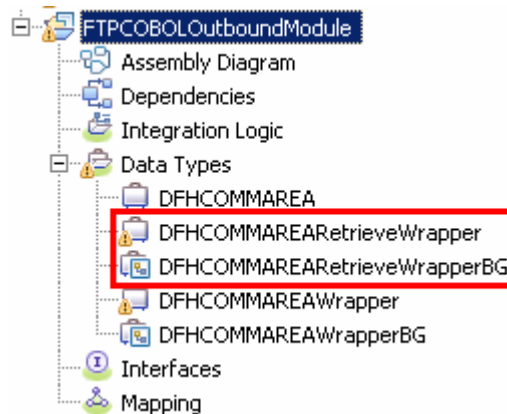 FTPCOBOLOutboundModule
Assembly Diagram
Dependencies
Integration Logic
Data Types
DFHCOMMAREA
DFHCOMMAREARetrieveWrapper
DFHCOMMAREARetrieveWrapperBG
DFHCOMMAREAWrapper
DFHCOMMAREAWrapperBG
Interfaces
Mapping